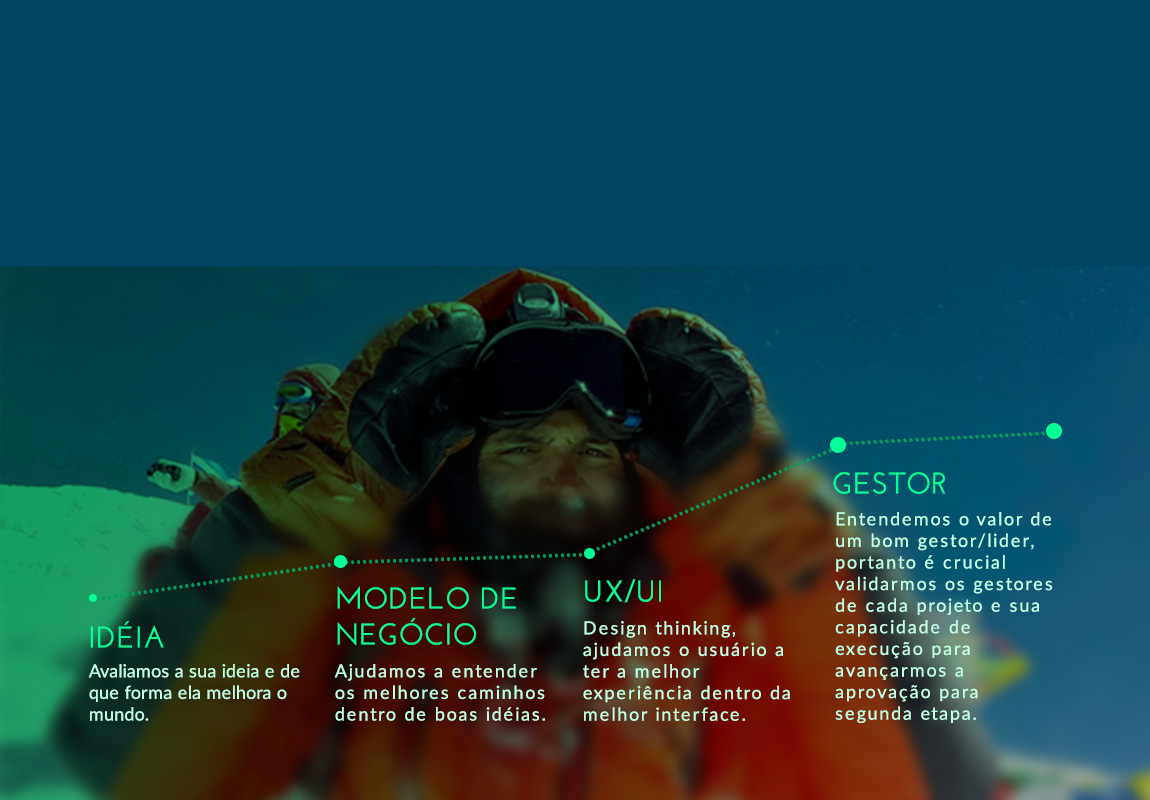 IDÉIA
Avaliamos a sua ideia e de
que forma ela melhora o
mundo.
MODELO DE
NEGÓCIO
Ajudamos a entender
os melhores caminhos
dentro de boas idéias.
UX/UI
Design thinking,
ajudamos o usuário a
ter a melhor
experiência dentro da
melhor interface.
GESTOR
Entendemos o valor de
um bom gestor/lider,
portanto é crucial
validarmos os gestores
de cada projeto e sua
capacidade de
execução para
avançarmos a
aprovação para
segunda etapa.